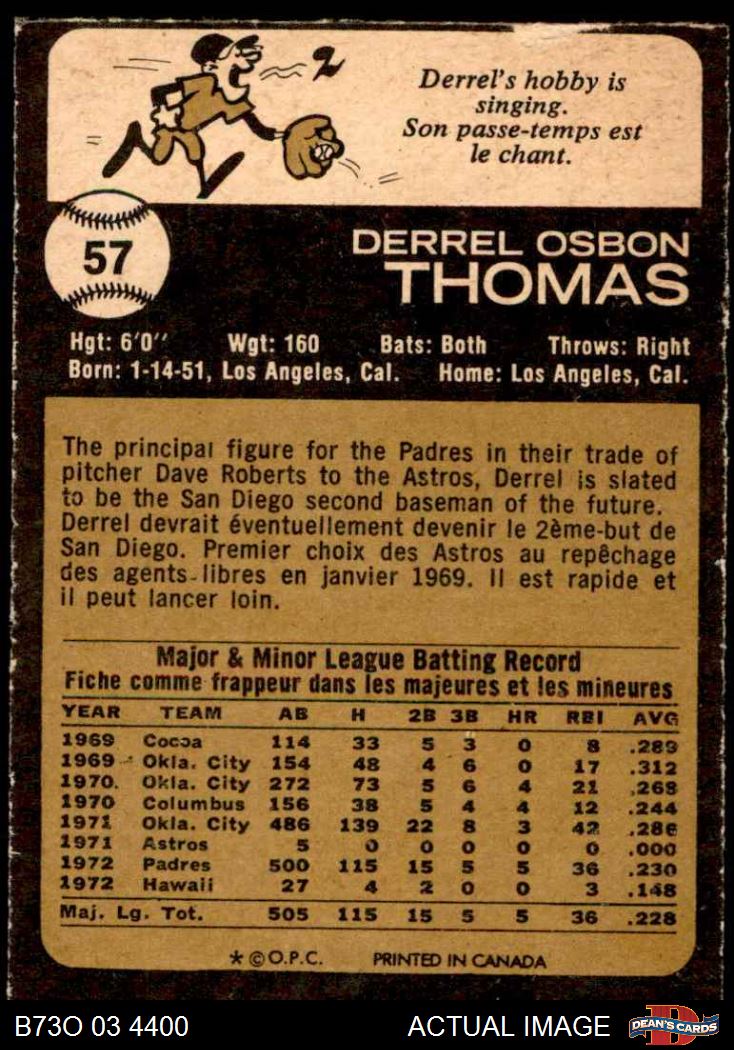 Derrel's hobby is
singing.
Son passe-temps est
le chant.
57
DERREL OSBON
THOMAS
Hgt: 6'0" Wgt: 160 Bats: Both Throws: Right
Born: 1-14-51, Los Angeles, Cal. Home: Los Angeles, Cal.
The principal figure for the Padres in their trade of
pitcher Dave Roberts to the Astros, Derrel is slated
to be the San Diego second baseman of the future.
Derrel devrait éventuellement devenir le 2ème-but de
San Diego. Premier choix des Astros au repêchage
des agents-libres en janvier 1969. Il est rapide et
il peut lancer loin.
Major & Minor League Batting Record
Fiche comme frappeur dans les majeures et les mineures
YEAR TEAM AB H 2B 3B HR RBI AVG
1969 Cocoa 114 33 5 3 0 8 .289
1969 Okla. City 154 48 4 6 0 17 .312
1970 Okla. City 272 73 5 6 4 21 .268
1970 Columbus 156 38 5 4 4 12 .244
1971 Okla. City 486 139 22 8 3 42 .286
1971 Astros 5 0 0 0 0 0 .000
1972 Padres 500 115 15 5 5 36 .230
1972 Hawaii 27 4 2 0 0 3 .148
Maj. Lg. Tot. 505 115 15 5 5 36 .228
* © O.P.C. PRINTED IN CANADA
B73O 03 4400 ACTUAL IMAGE DEAN'S CARDS